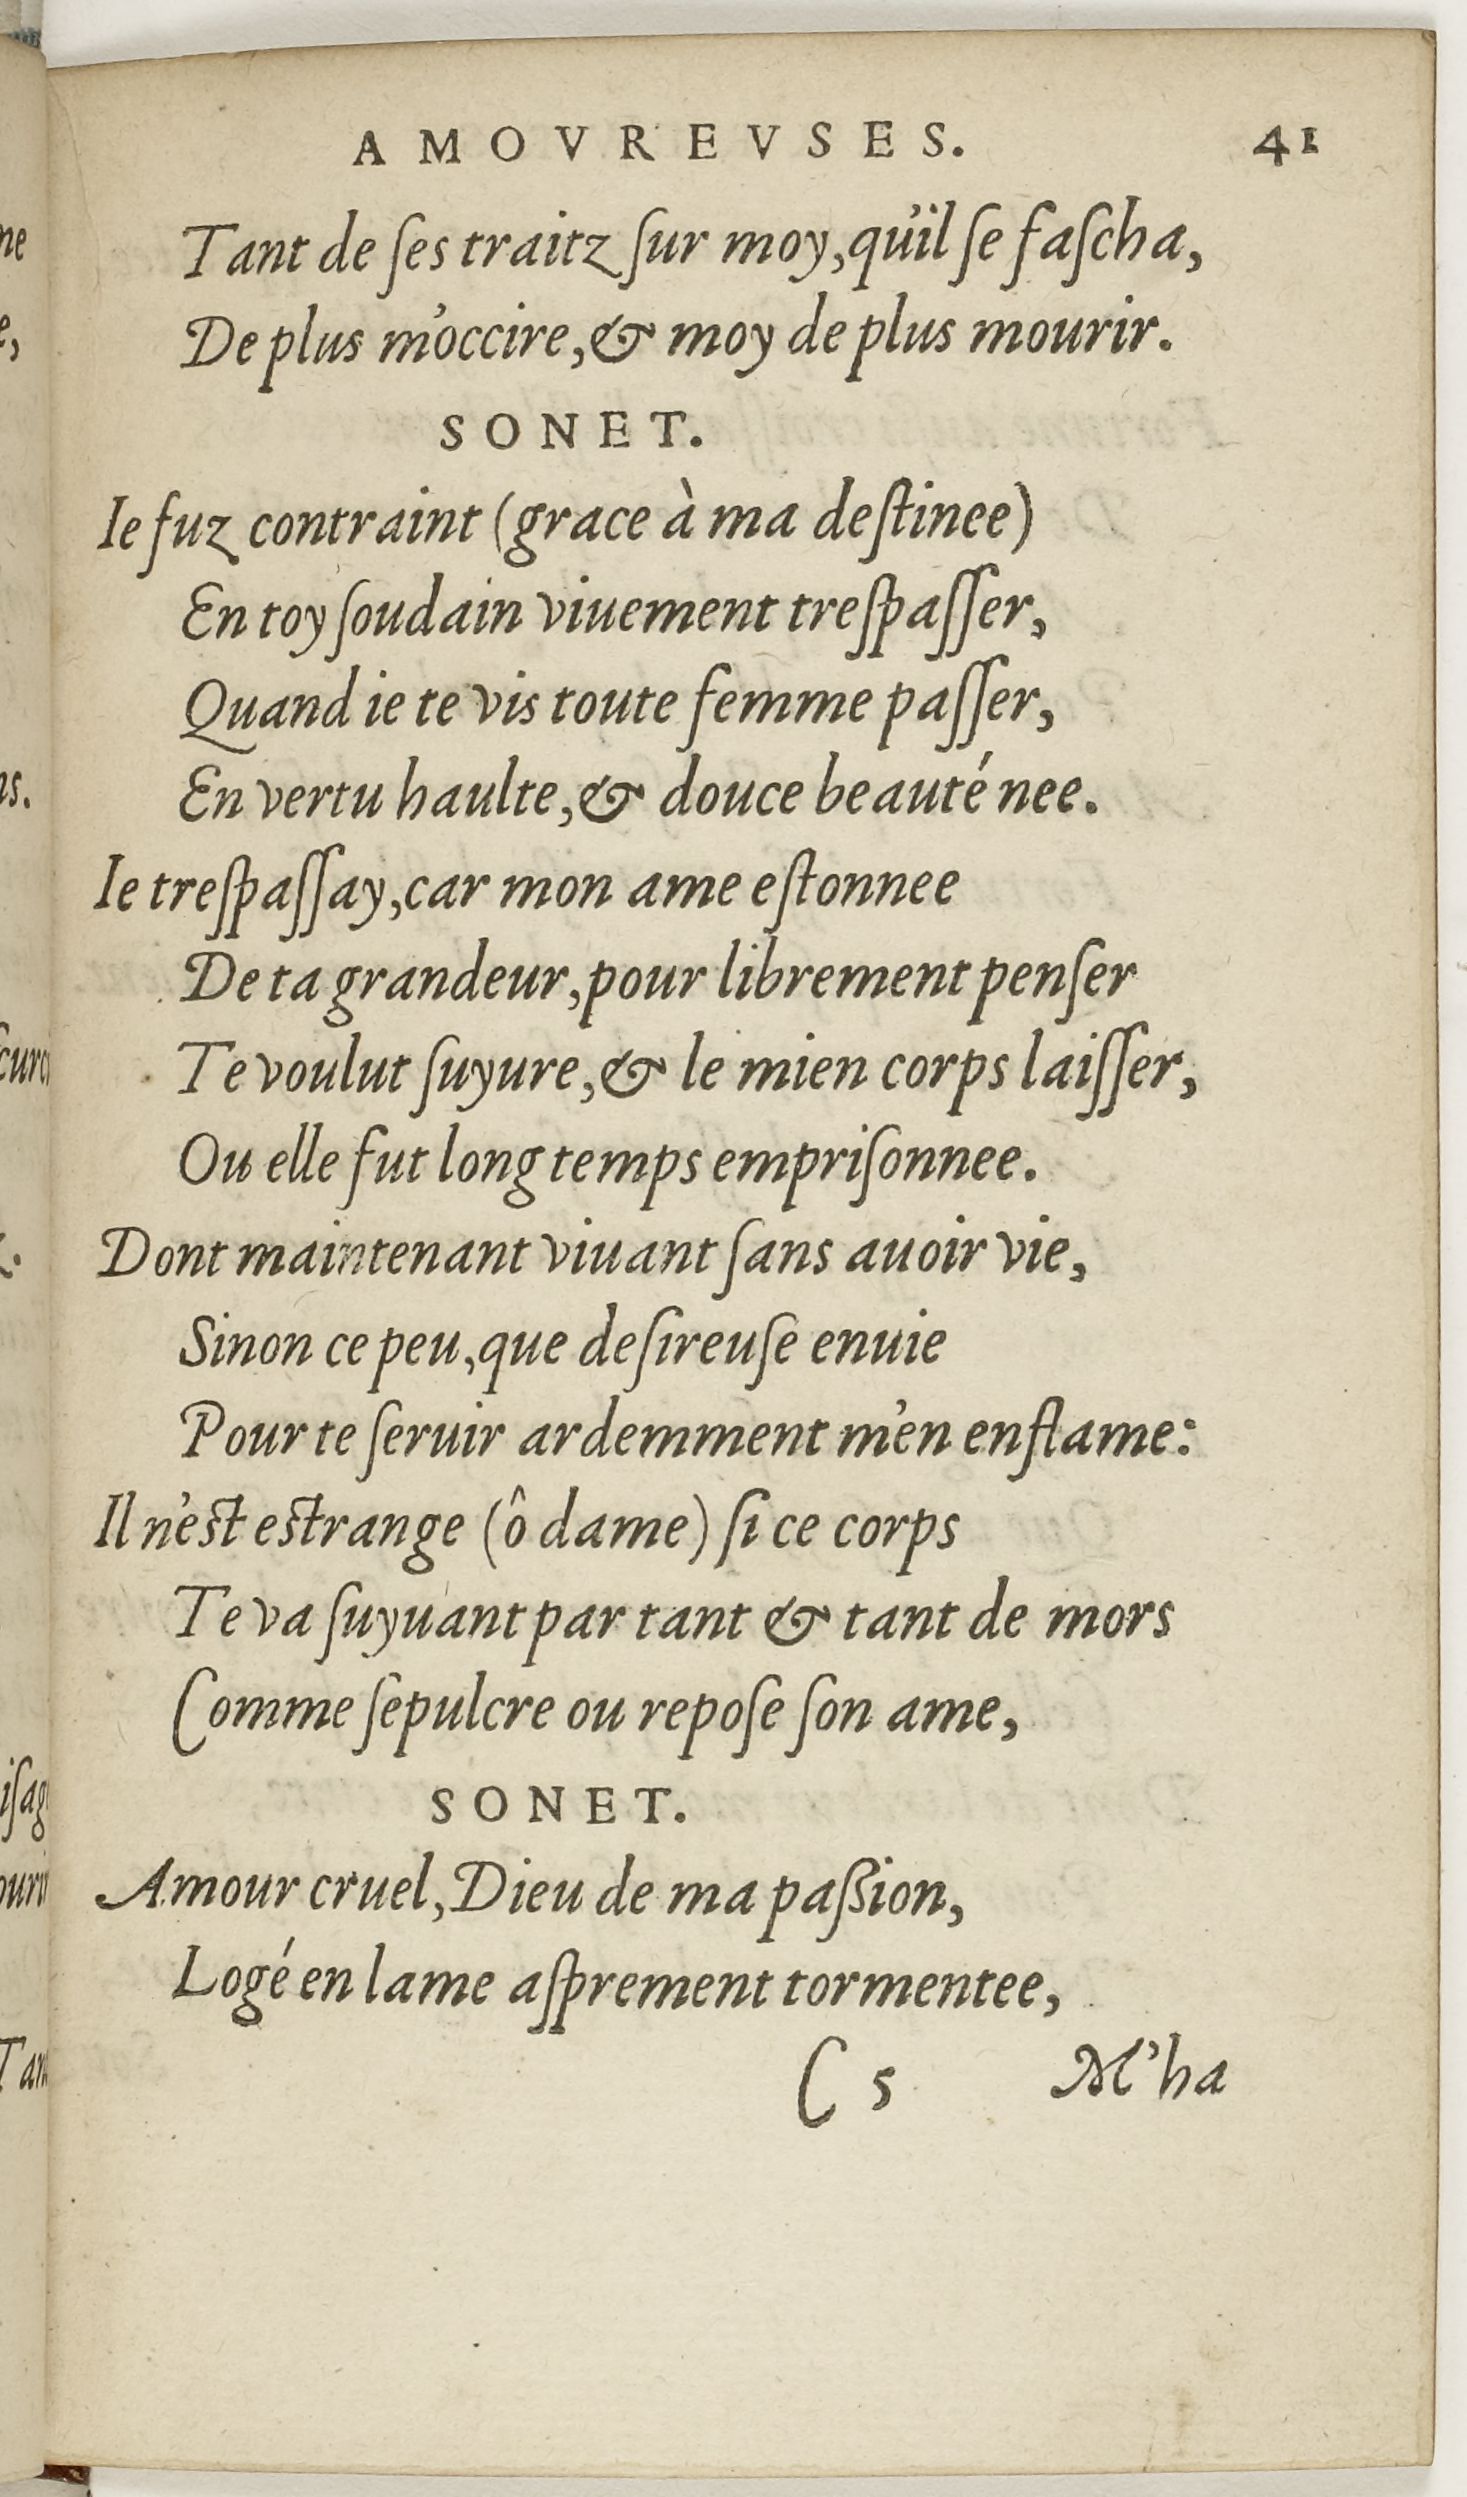 AMOVREVSES. 41
Tant de ſes traitz ſur moy, qu'il ſe faſcha,
De plus m'occire, & moy de plus mourir.
SONET.
Ie fuz contraint (grace à ma deſtinee)
En toy ſoudain viuement treſpaſſer,
Quand ie te vis toute femme paſſer,
En vertu haulte, & douce beauté nee.
Ie treſpaſſay, car mon ame eſtonnee
De ta grandeur, pour librement penſer
Te voulut ſuyure, & le mien corps laiſſer,
Ou elle fut long temps empriſonnee.
Dont maintenant viuant ſans auoir vie,
Sinon ce peu, que deſireuſe enuie
Pour te ſeruir ardemment m'en enflame:
Il n'eſt eſtrange (ô dame) ſi ce corps
Te va ſuyuant par tant & tant de mors
Comme ſepulcre ou repoſe ſon ame,
SONET.
Amour cruel, Dieu de ma paſsion,
Logé en lame aſprement tormentee,
C 5 M'ha